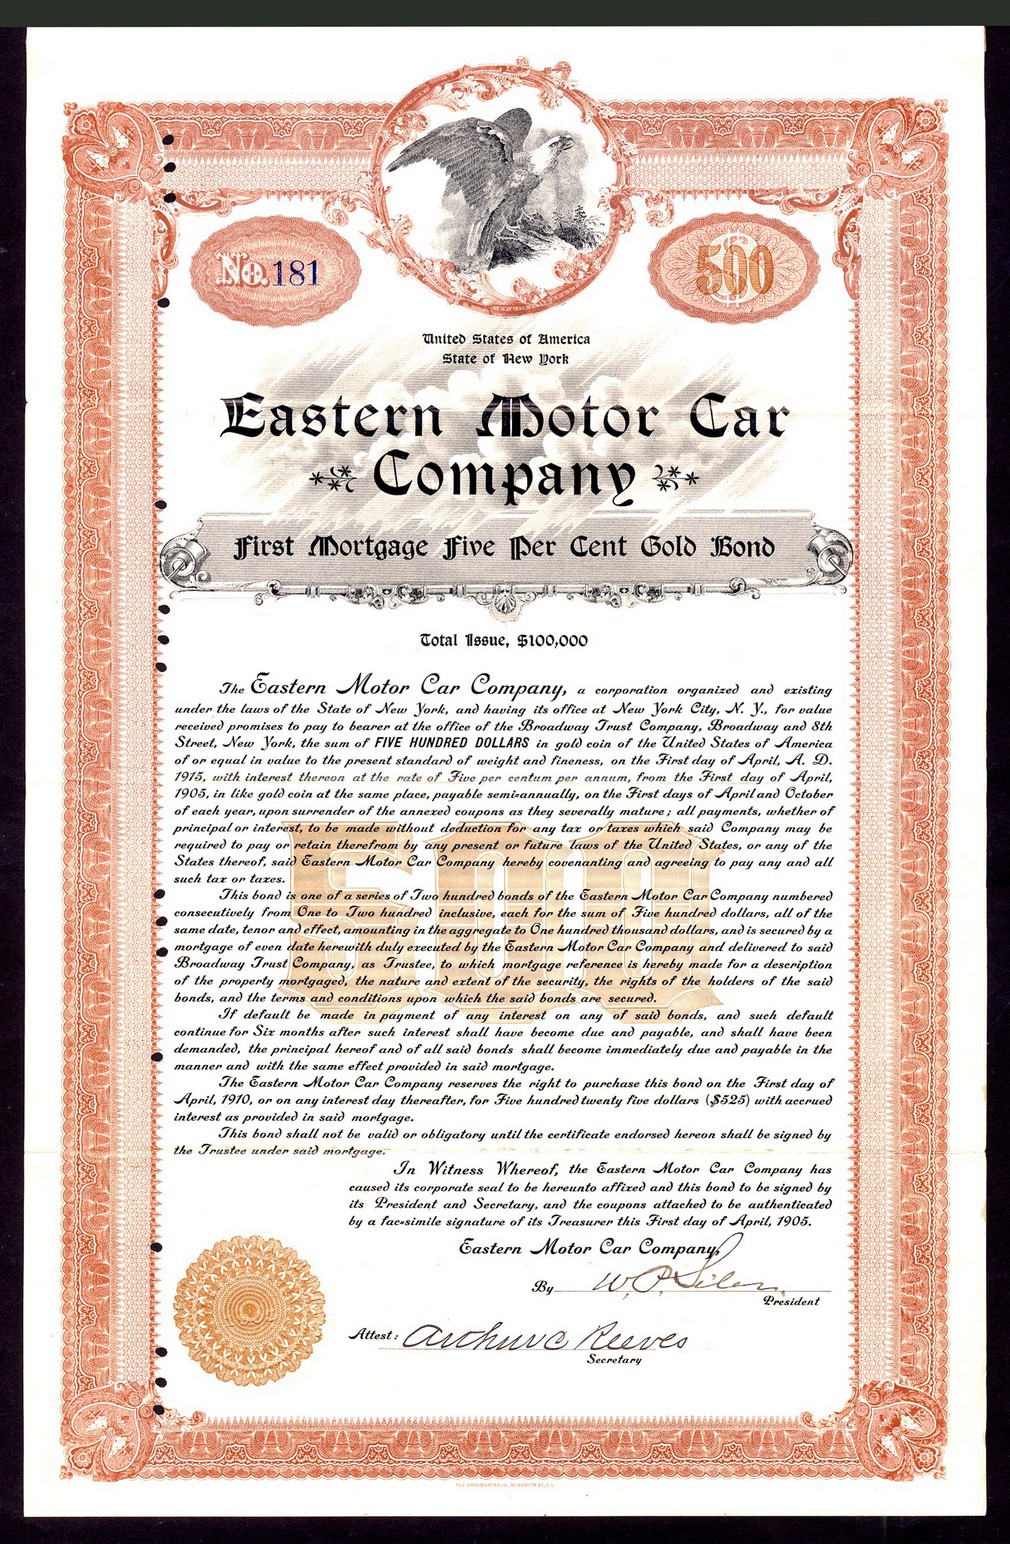 No. 181
500
United States of America
State of New York
Eastern Motor Car
Company
First Mortgage Five Per Cent Gold Bond
Total Issue, $100,000
The Eastern Motor Car Company, a corporation organized and existing
under the laws of the State of New York, and having its office at New York City, N. Y., for value
received promises to pay to bearer at the office of the Broadway Trust Company, Broadway and 8th
Street, New York, the sum of FIVE HUNDRED DOLLARS in gold coin of the United States of America
of or equal in value to the present standard of weight and fineness, on the First day of April, A. D.
1915, with interest thereon at the rate of Five per centum per annum, from the First day of April,
1905, in like gold coin at the same place, payable semi-annually, on the First days of April and October
of each year, upon surrender of the annexed coupons as they severally mature; all payments, whether of
principal or interest, to be made without deduction for any tax or taxes which said Company may be
required to pay or retain therefrom by any present or future laws of the United States, or any of the
States thereof, said Eastern Motor Car Company hereby covenanting and agreeing to pay any and all
such tax or taxes.
This bond is one of a series of Two hundred bonds of the Eastern Motor Car Company numbered
consecutively from One to Two hundred inclusive, each for the sum of Five hundred dollars, all of the
same date, tenor and effect, amounting in the aggregate to One hundred thousand dollars, and is secured by a
mortgage of even date herewith duly executed by the Eastern Motor Car Company and delivered to said
Broadway Trust Company, as Trustee, to which mortgage reference is hereby made for a description
of the property mortgaged, the nature and extent of the security, the rights of the holders of the said
bonds, and the terms and conditions upon which the said bonds are secured.
If default be made in payment of any interest on any of said bonds, and such default
continue for Six months after such interest shall have become due and payable, and shall have been
demanded, the principal hereof and of all said bonds shall become immediately due and payable in the
manner and with the same effect provided in said mortgage.
The Eastern Motor Car Company reserves the right to purchase this bond on the First day of
April, 1910, or on any interest day thereafter, for Five hundred twenty five dollars ($525) with accrued
interest as provided in said mortgage.
This bond shall not be valid or obligatory until the certificate endorsed hereon shall be signed by
the Trustee under said mortgage.
In Witness Whereof, the Eastern Motor Car Company has
caused its corporate seal to be hereunto affixed and this bond to be signed by
its President and Secretary, and the coupons attached to be authenticated
by a fac-simile signature of its Treasurer this First day of April, 1905.
Eastern Motor Car Company,
By W. P.
President
Attest: Arthur C Reeves
Secretary
500